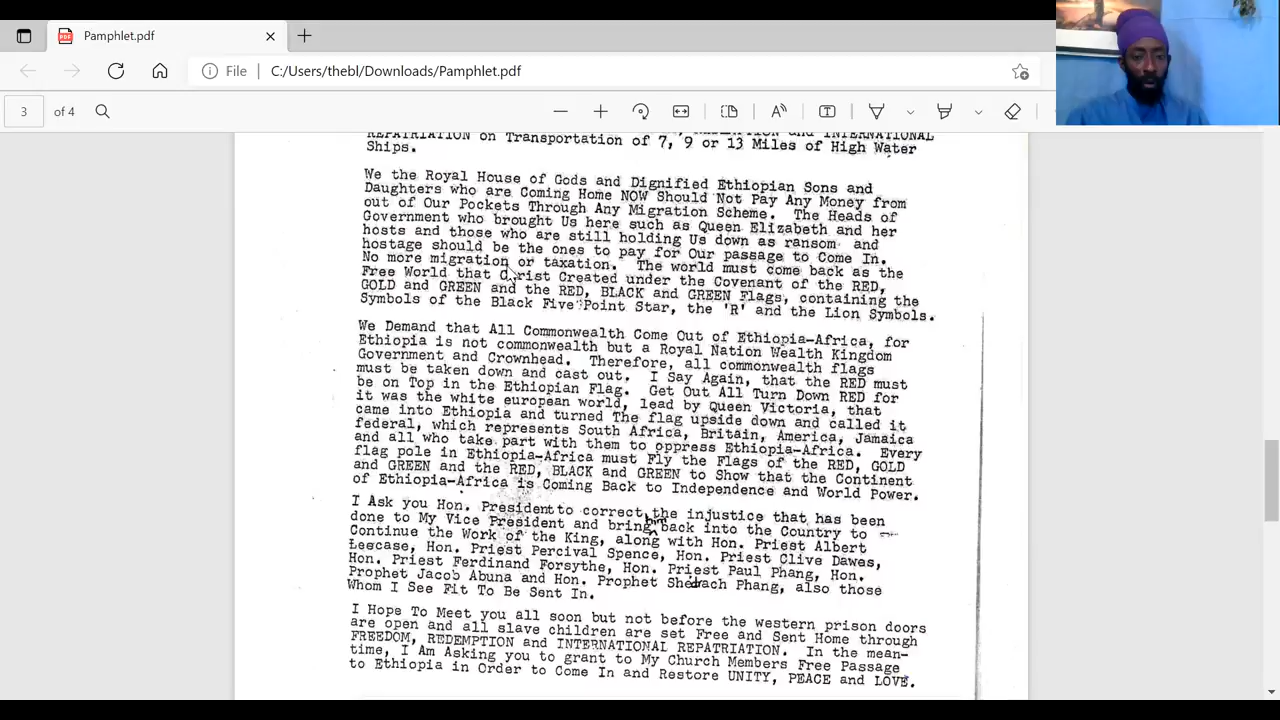 Pamphlet.pdf
File
C:/Users/thebl/Downloads/Pamphlet.pdf
3 of 4
REPATRIATION on Transportation of 7, 9 or 13 Miles of High Water
Ships.
We the Royal House of Gods and Dignified Ethiopian Sons and
Daughters who are Coming Home NOW Should Not Pay Any Money from
out of Our Pockets Through Any Migration Scheme. The Heads of
Government who brought Us here such as Queen Elizabeth and her
hosts and those who are still holding Us down as ransom and
hostage should be the ones to pay for Our passage to Come In.
No more migration or taxation. The world must come back as the
Free World that Christ Created under the Covenant of the RED,
GOLD and GREEN and the RED, BLACK and GREEN Flags, containing the
Symbols of the Black Five Point Star, the 'R' and the Lion Symbols.
We Demand that All Commonwealth Come Out of Ethiopia-Africa, for
Ethiopia is not commonwealth but a Royal Nation Wealth Kingdom
Government and Crownhead. Therefore, all commonwealth flags
must be taken down and cast out. I Say Again, that the RED must
be on Top in the Ethiopian Flag. Get Out All Turn Down RED for
it was the white european world, lead by Queen Victoria, that
came into Ethiopia and turned The flag upside down and called it
federal, which represents South Africa, Britain, America, Jamaica
and all who take part with them to oppress Ethiopia-Africa. Every
flag pole in Ethiopia-Africa must Fly the Flags of the RED, GOLD
and GREEN and the RED, BLACK and GREEN to Show that the Continent
of Ethiopia-Africa is Coming Back to Independence and World Power.
I Ask you Hon. President to correct the injustice that has been
done to My Vice President and bring him back into the Country to
Continue the Work of the King, along with Hon. Priest Albert
Leecase, Hon. Priest Percival Spence, Hon. Priest Clive Dawes,
Hon. Priest Ferdinand Forsythe, Hon. Priest Paul Phang, Hon.
Prophet Jacob Abuna and Hon. Prophet Shedrach Phang, also those
Whom I See Fit To Be Sent In.
I Hope To Meet you all soon but not before the western prison doors
are open and all slave children are set Free and Sent Home through
FREEDOM, REDEMPTION and INTERNATIONAL REPATRIATION. In the mean-
time, I Am Asking you to grant to My Church Members Free Passage
to Ethiopia in Order to Come In and Restore UNITY, PEACE and LOVE.